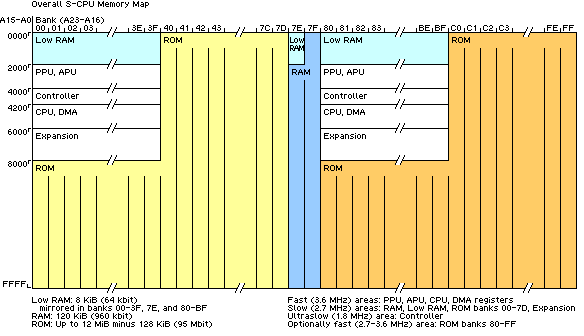 Overall S-CPU Memory Map
A15-A0 Bank (A23-A16)
00,01,02,03, 3E,3F 40,41,42,43, 7C,7D 7E,7F 80,81,82,83, BE,BF C0,C1,C2,C3, FE,FF
0000 Low RAM ROM Low RAM Low RAM ROM
2000 PPU, APU RAM PPU, APU
4000 Controller Controller
4200 CPU, DMA CPU, DMA
6000 Expansion Expansion
8000 ROM ROM
FFFF
Low RAM: 8 KiB (64 kbit)
mirrored in banks 00-3F, 7E, and 80-BF
RAM: 120 KiB (960 kbit)
ROM: Up to 12 MiB minus 128 KiB (95 Mbit)
Fast (3.6 MHz) areas: PPU, APU, CPU, DMA registers
Slow (2.7 MHz) areas: RAM, Low RAM, ROM banks 00-7D, Expansion
Ultraslow (1.8 MHz) area: Controller
Optionally fast (2.7-3.6 MHz) area: ROM banks 80-FF